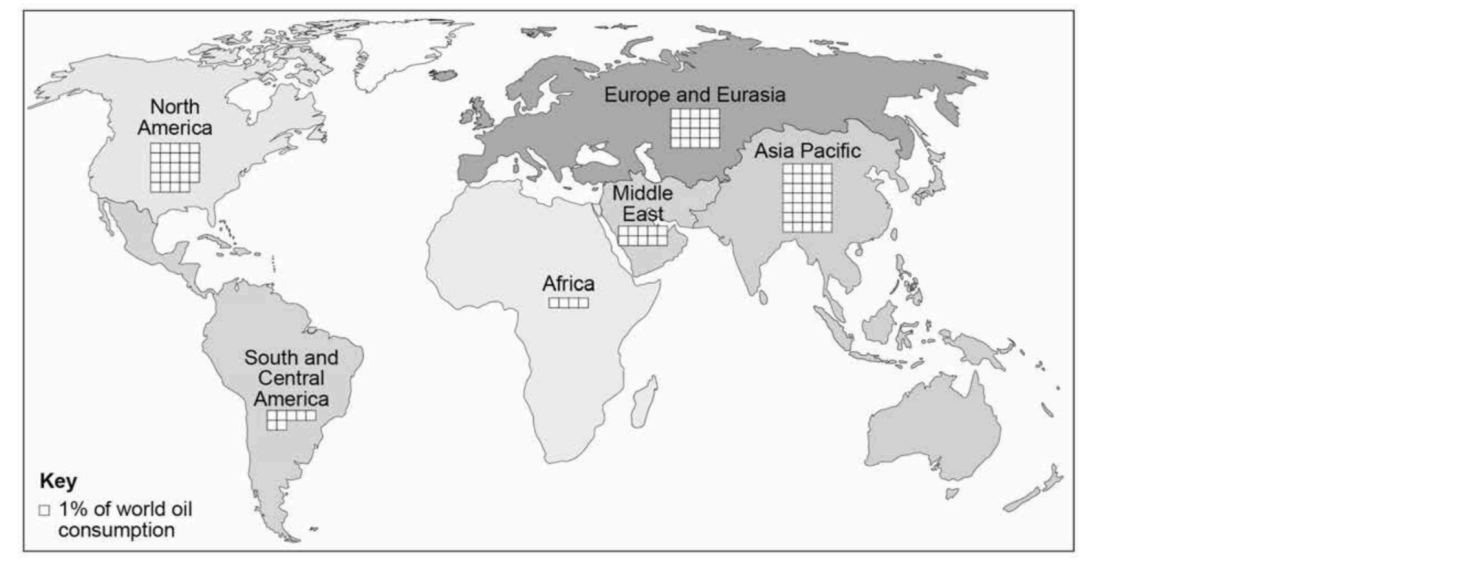 North
America
Europe and Eurasia
Asia Pacific
Middle
East
Africa
South and
Central
America
Key
1% of world oil
consumption